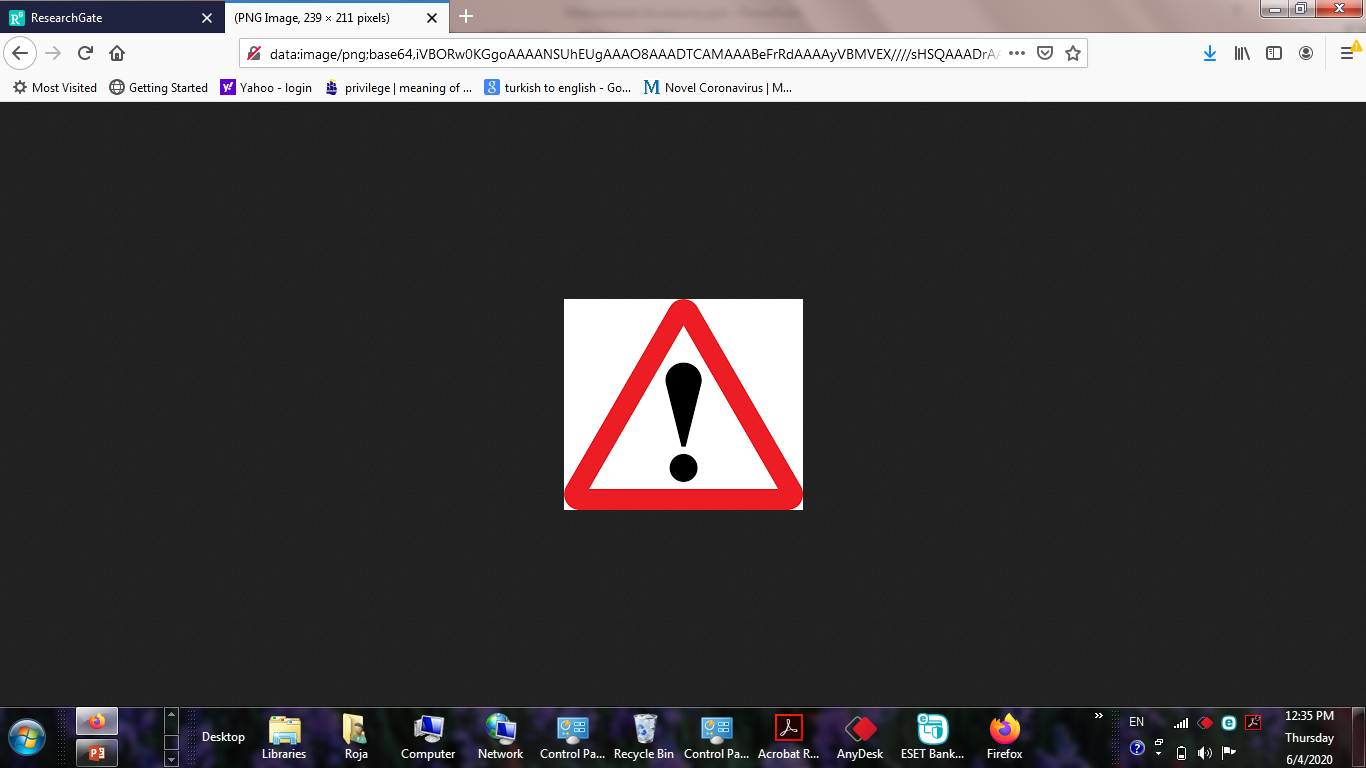 ResearchGate
(PNG Image, 239 × 211 pixels)
data:image/png;base64,iVBORw0KGgoAAAANSUhEUgAAAO8AAADTCAMAAABeFrRdAAAAyVBMVEX////sHSQAAADrA
Most Visited Getting Started Yahoo - login privilege | meaning of ... turkish to english - Go... Novel Coronavirus | M...
!
Desktop
Libraries
Roja
Computer
Network
Control Pa...
Recycle Bin
Control Pa...
Acrobat R...
AnyDesk
ESET Bank...
Firefox
EN
12:35 PM
Thursday
6/4/2020